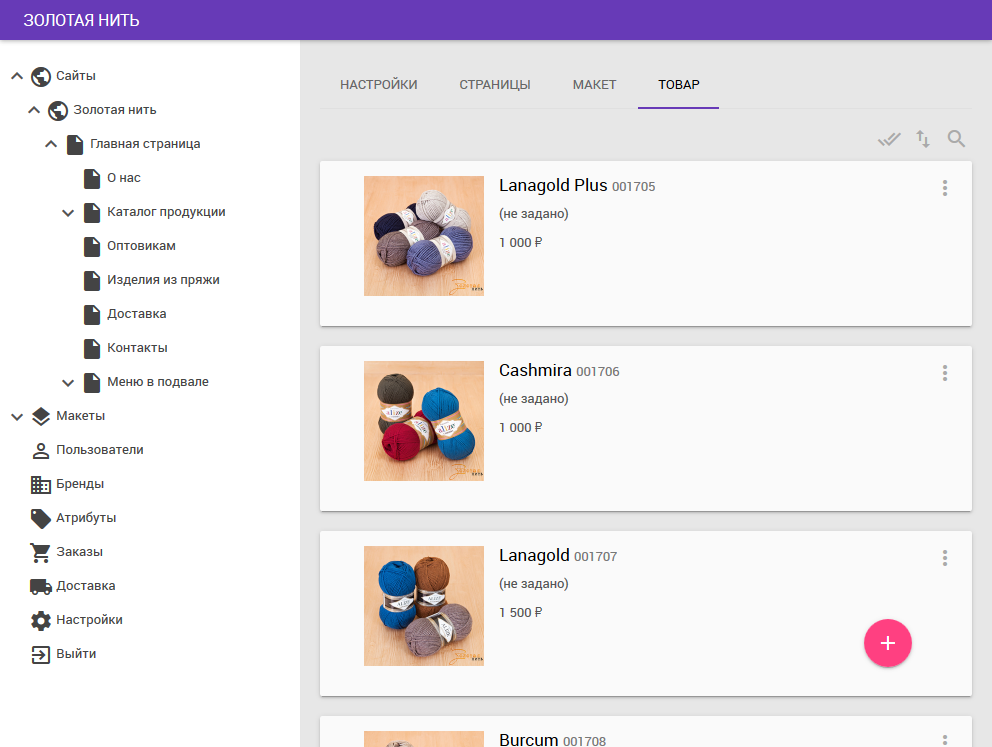 ЗОЛОТАЯ НИТЬ
Сайты
Золотая нить
Главная страница
О нас
Каталог продукции
Оптовикам
Изделия из пряжи
Доставка
Контакты
Меню в подвале
Макеты
Пользователи
Бренды
Атрибуты
Заказы
Доставка
Настройки
Выйти
НАСТРОЙКИ СТРАНИЦЫ МАКЕТ ТОВАР
Lanagold Plus 001705
(не задано)
1 000 ₽
Cashmira 001706
(не задано)
1 000 ₽
Lanagold 001707
(не задано)
1 500 ₽
Burcum 001708